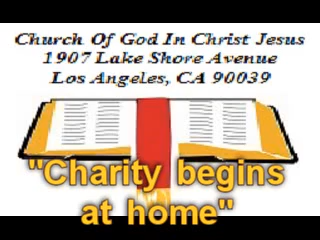 Church Of God In Christ Jesus
1907 Lake Shore Avenue
Los Angeles, CA 90039
"Charity begins
at home"